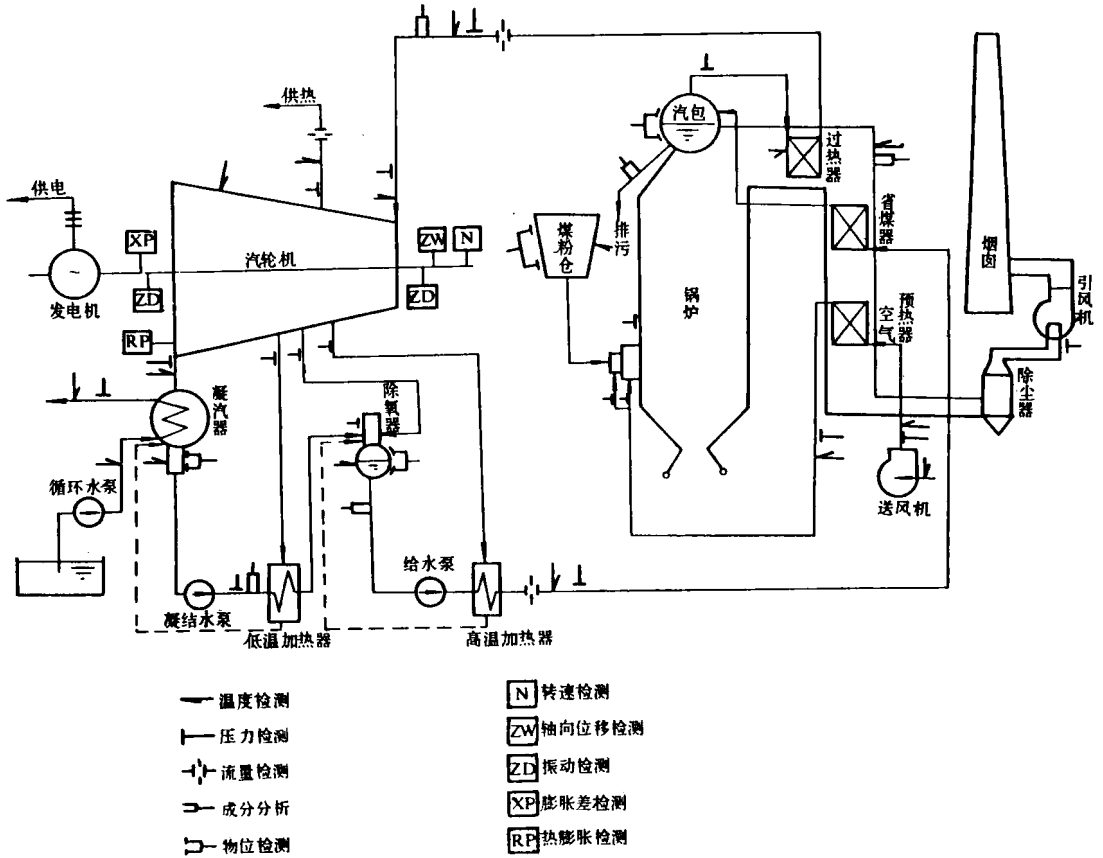 供热
汽包
过热器
供电
XP
ZW
N
汽轮机
ZD
ZD
发电机
RP
煤粉仓
排污
省煤器
烟囱
锅炉
预热器
空气
引风机
凝汽器
除氧器
除尘器
循环水泵
送风机
给水泵
凝结水泵
低温加热器
高温加热器
温度检测
压力检测
流量检测
成分分析
物位检测
N 转速检测
ZW 轴向位移检测
ZD 振动检测
XP 膨胀差检测
RP 热膨胀检测